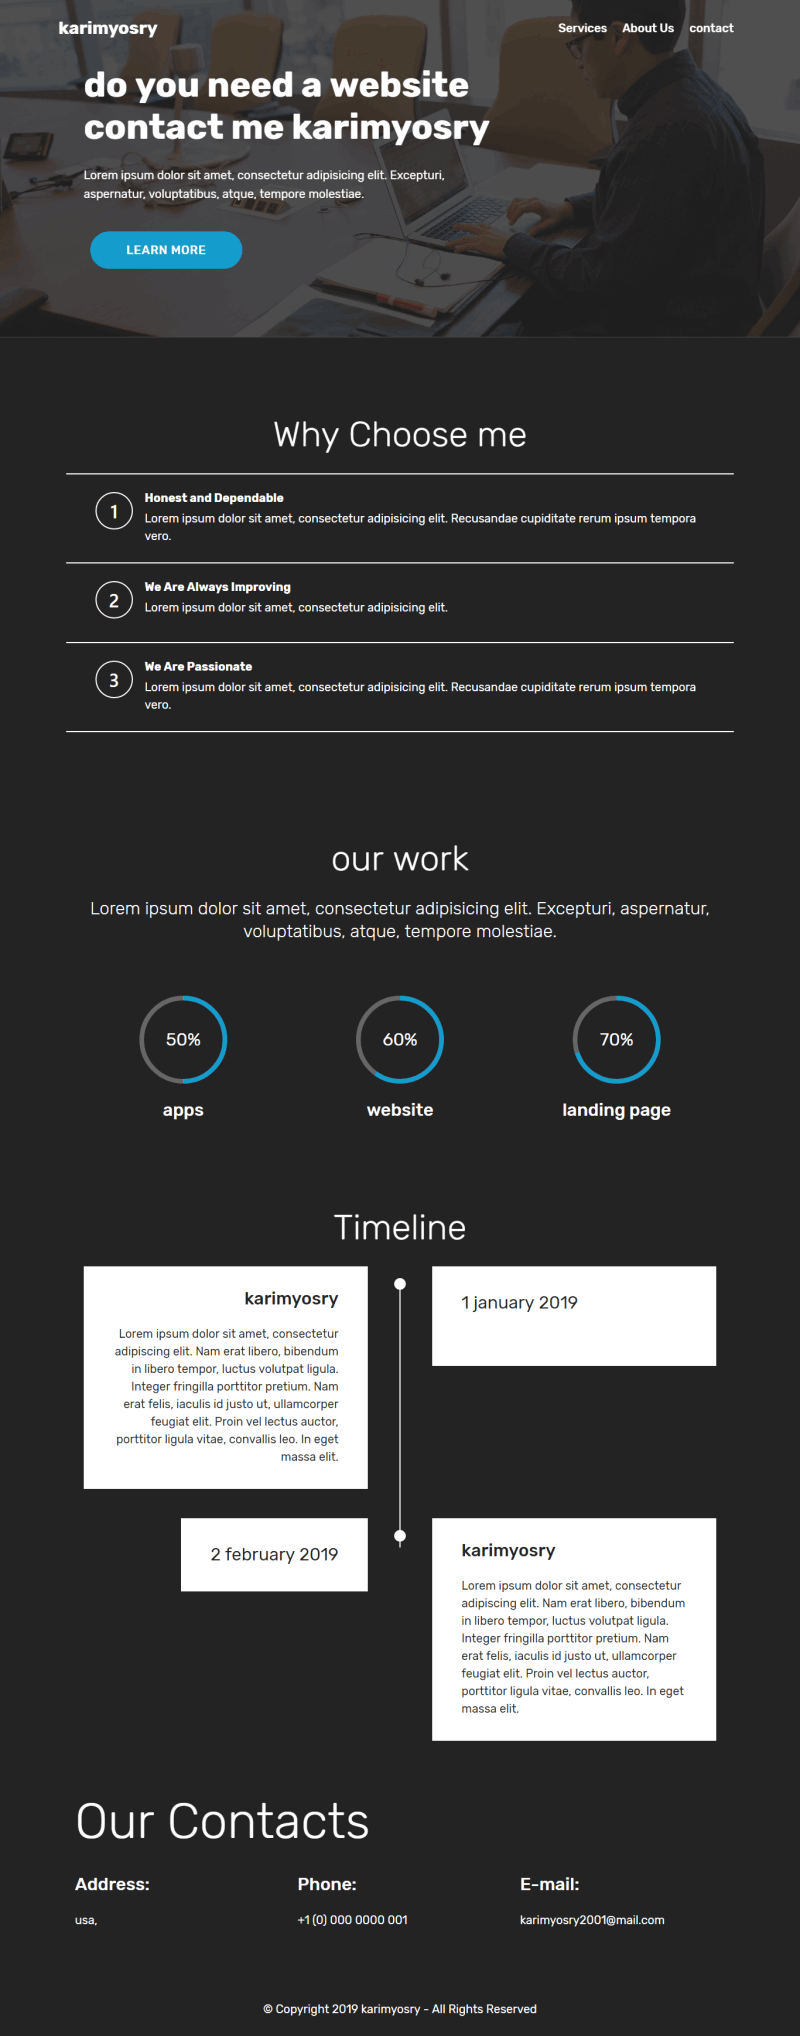 karimyosry
Services About Us contact
do you need a website
contact me karimyosry
Lorem ipsum dolor sit amet, consectetur adipisicing elit. Excepturi,
aspernatur, voluptatibus, atque, tempore molestiae.
LEARN MORE
Why Choose me
1
Honest and Dependable
Lorem ipsum dolor sit amet, consectetur adipisicing elit. Recusandae cupiditate rerum ipsum tempora
vero.
2
We Are Always Improving
Lorem ipsum dolor sit amet, consectetur adipisicing elit.
3
We Are Passionate
Lorem ipsum dolor sit amet, consectetur adipisicing elit. Recusandae cupiditate rerum ipsum tempora
vero.
our work
Lorem ipsum dolor sit amet, consectetur adipisicing elit. Excepturi, aspernatur,
voluptatibus, atque, tempore molestiae.
50% 60% 70%
apps website landing page
Timeline
karimyosry
Lorem ipsum dolor sit amet, consectetur
adipiscing elit. Nam erat libero, bibendum
in libero tempor, luctus volutpat ligula.
Integer fringilla porttitor pretium. Nam
erat felis, iaculis id justo ut, ullamcorper
feugiat elit. Proin vel lectus auctor,
porttitor ligula vitae, convallis leo. In eget
massa elit.
1 january 2019
2 february 2019
karimyosry
Lorem ipsum dolor sit amet, consectetur
adipiscing elit. Nam erat libero, bibendum
in libero tempor, luctus volutpat ligula.
Integer fringilla porttitor pretium. Nam
erat felis, iaculis id justo ut, ullamcorper
feugiat elit. Proin vel lectus auctor,
porttitor ligula vitae, convallis leo. In eget
massa elit.
Our Contacts
Address: Phone: E-mail:
usa, +1 (0) 000 0000 001 karimyosry2001@mail.com
© Copyright 2019 karimyosry - All Rights Reserved